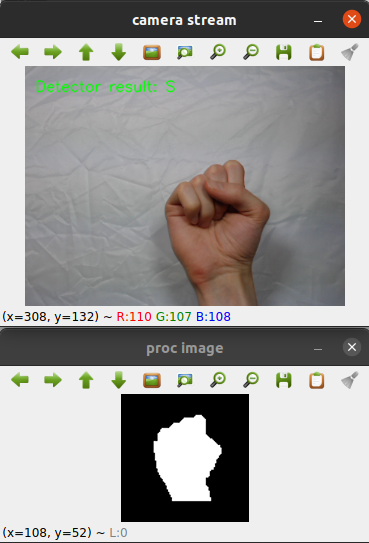 camera stream
Detector result: S
(x=308, y=132) ~ R:110 G:107 B:108
proc image
(x=108, y=52) ~ L:0